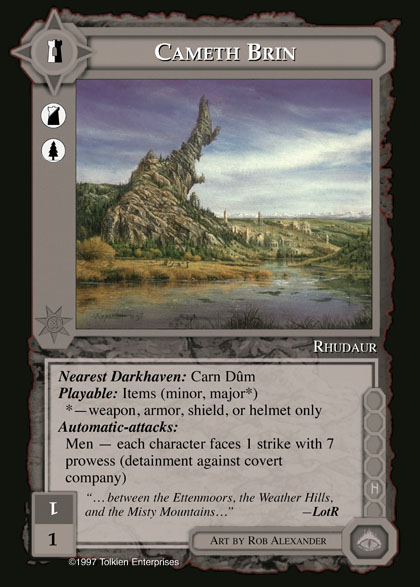 CAMETH BRIN
RHUDAUR
Nearest Darkhaven: Carn Dûm
Playable: Items (minor, major*)
*—weapon, armor, shield, or helmet only
Automatic-attacks:
Men — each character faces 1 strike with 7
prowess (detainment against covert
company)
“… between the Ettenmoors, the Weather Hills,
and the Misty Mountains…” —LotR
H
1
1
ART BY ROB ALEXANDER
©1997 Tolkien Enterprises